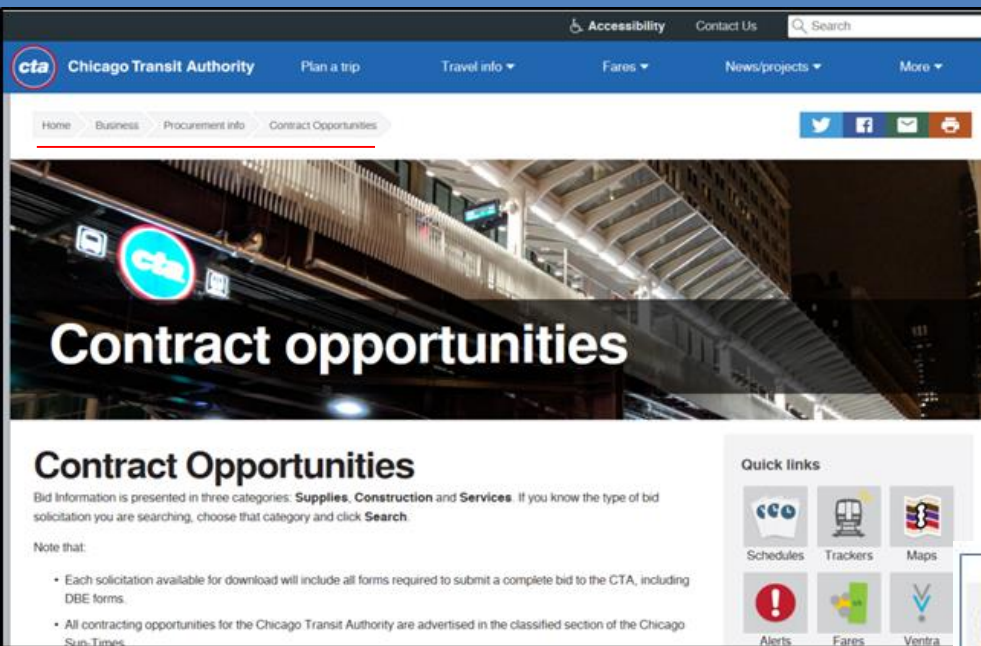 Accessibility Contact Us Search
cta Chicago Transit Authority Plan a trip Travel info Fares News/projects More
Home Business Procurement info Contract Opportunities
cta
Contract opportunities
Contract Opportunities
Bid Information is presented in three categories: Supplies, Construction and Services. If you know the type of bid
solicitation you are searching, choose that category and click Search.
Note that:
• Each solicitation available for download will include all forms required to submit a complete bid to the CTA, including
DBE forms.
• All contracting opportunities for the Chicago Transit Authority are advertised in the classified section of the Chicago
Sun-Times.
Quick links
Schedules Trackers Maps
Alerts Fares Ventra